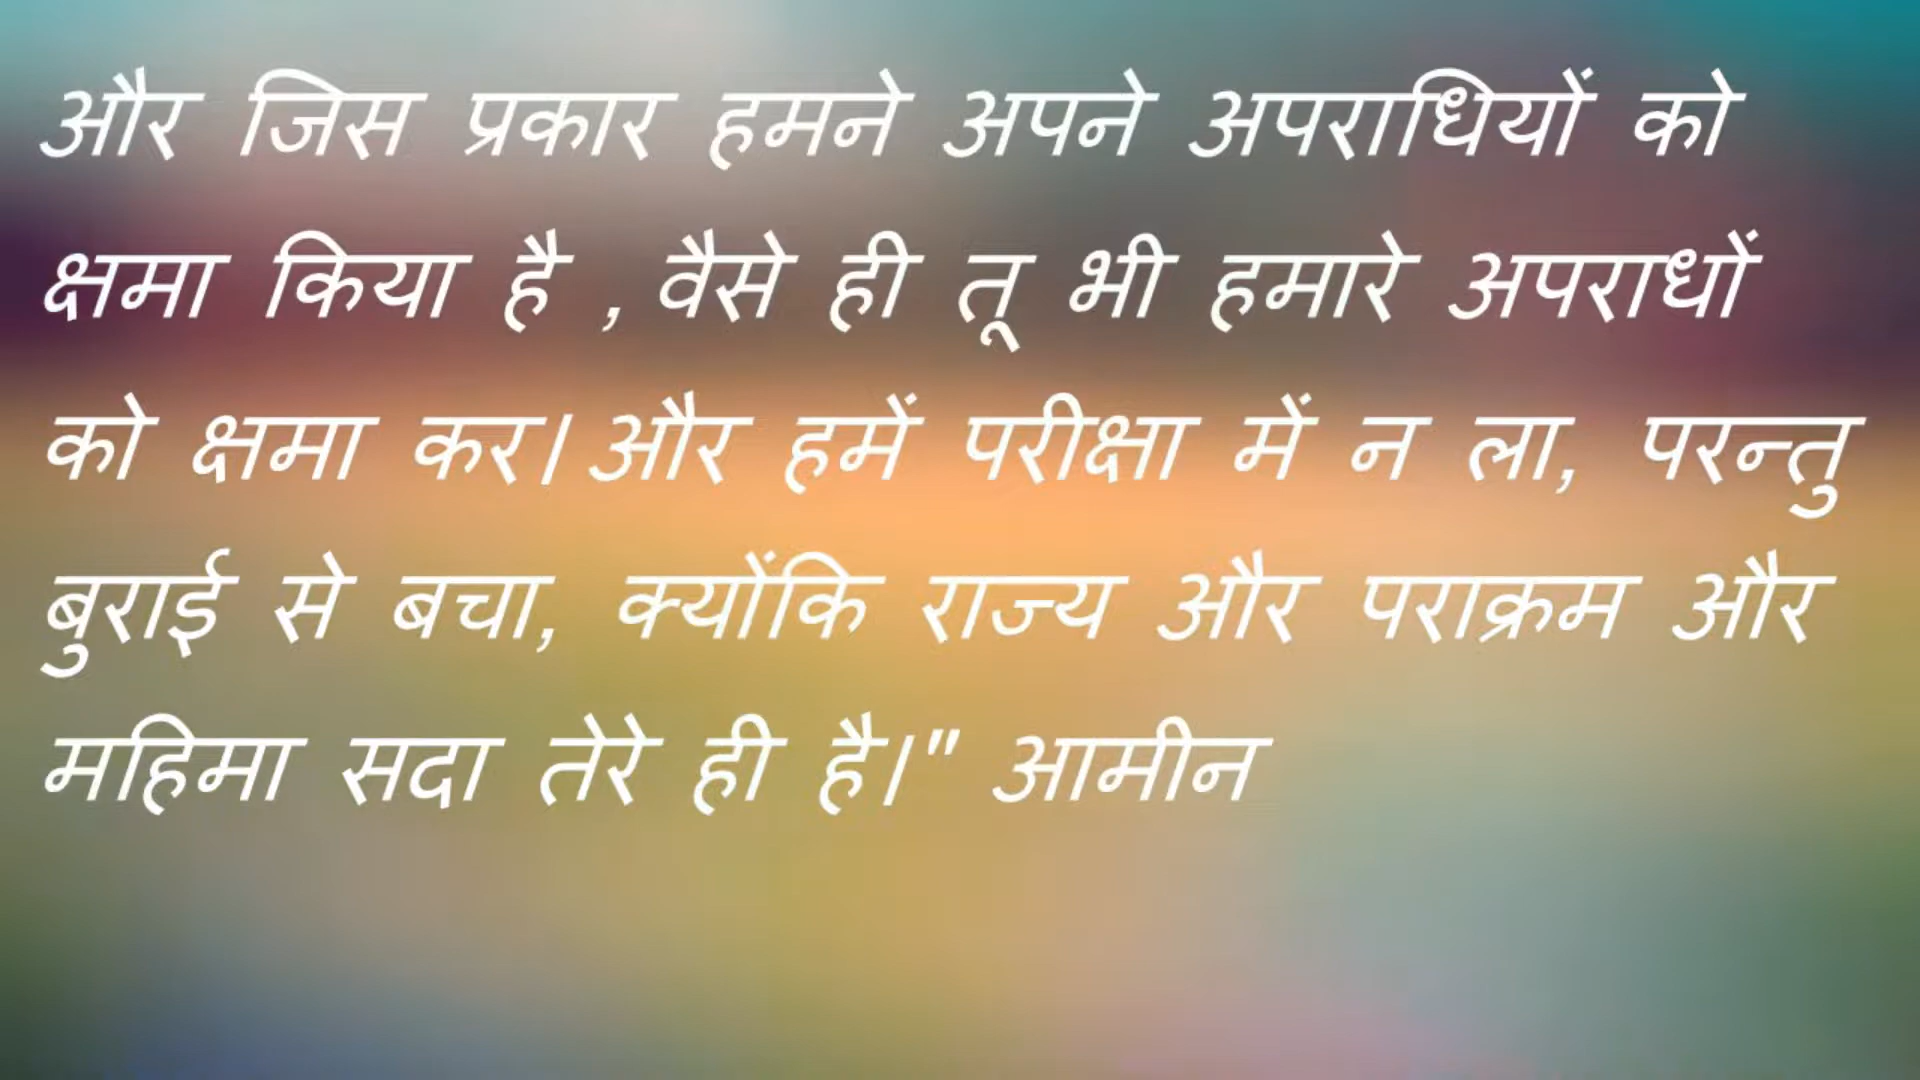 और जिस प्रकार हमने अपने अपराधियों को
क्षमा किया है , वैसे ही तू भी हमारे अपराधों
को क्षमा कर। और हमें परीक्षा में न ला, परन्तु
बुराई से बचा, क्योंकि राज्य और पराक्रम और
महिमा सदा तेरे ही है।" आमीन